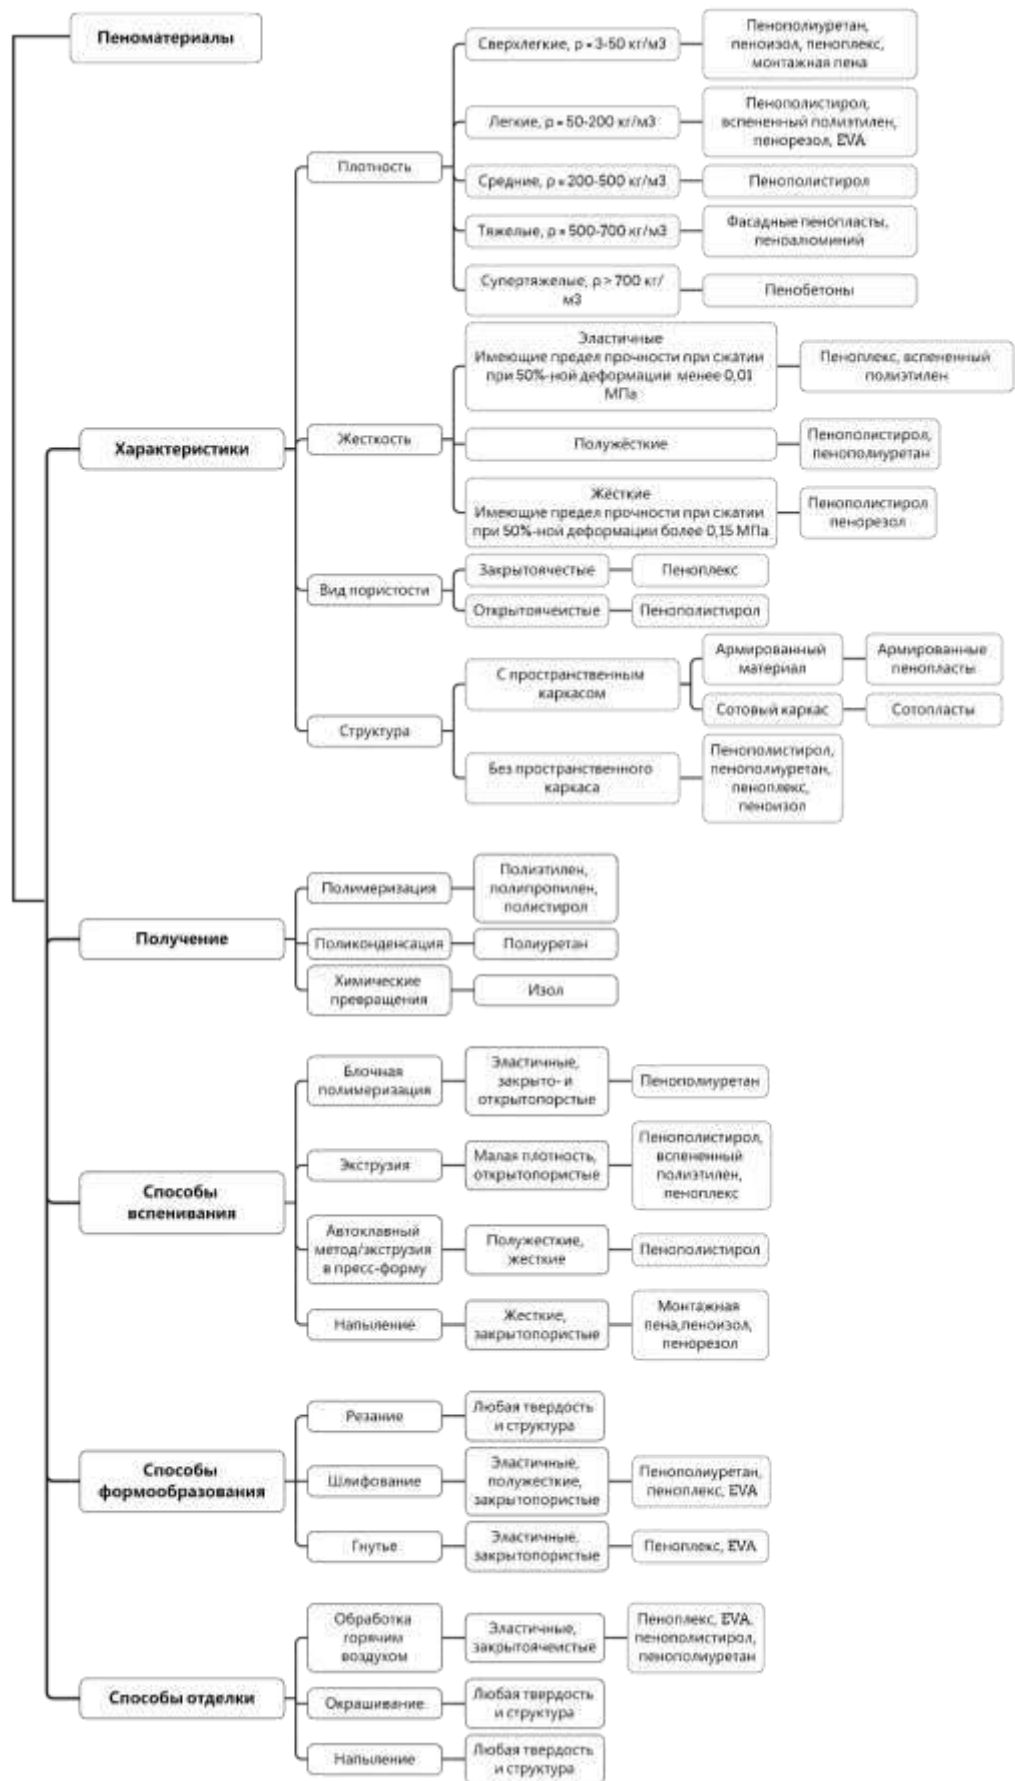 Пеноматериалы
Характеристики
Плотность
Сверхлегкие, ρ = 3-50 кг/м3
Пенополиуретан,
пеноизол, пеноплекс,
монтажная пена
Легкие, ρ = 50-200 кг/м3
Пенополистирол,
вспененный полиэтилен,
пенорезол, EVA
Средние, ρ = 200-500 кг/м3
Пенополистирол
Тяжелые, ρ = 500-700 кг/м3
Фасадные пенопласты,
пеноалюминий
Супертяжелые, ρ > 700 кг/
м3
Пенобетоны
Жесткость
Эластичные
Имеющие предел прочности при сжатии
при 50%-ной деформации менее 0,01
МПа
Пеноплекс, вспененный
полиэтилен
Полужёсткие
Пенополистирол,
пенополиуретан
Жёсткие
Имеющие предел прочности при сжатии
при 50%-ной деформации более 0,15 МПа
Пенополистирол
пенорезол
Вид пористости
Закрытоячестые
Пеноплекс
Открытоячеистые
Пенополистирол
Структура
С пространственным
каркасом
Армированный
материал
Армированные
пенопласты
Сотовый каркас
Сотопласты
Без пространственного
каркаса
Пенополистирол,
пенополиуретан,
пеноплекс,
пеноизол
Получение
Полимеризация
Полиэтилен,
полипропилен,
полистирол
Поликонденсация
Полиуретан
Химические
превращения
Изол
Способы
вспенивания
Блочная
полимеризация
Эластичные,
закрыто- и
открытопорстые
Пенополиуретан
Экструзия
Малая плотность,
открытопористые
Пенополистирол,
вспененный
полиэтилен,
пеноплекс
Автоклавный
метод/экструзия
в пресс-форму
Полужесткие,
жесткие
Пенополистирол
Напыление
Жесткие,
закрытопористые
Монтажная
пена,пеноизол,
пенорезол
Способы
формообразования
Резание
Любая твердость
и структура
Шлифование
Эластичные,
полужесткие,
закрытопористые
Пенополиуретан,
пеноплекс, EVA
Гнутье
Эластичные,
закрытопористые
Пеноплекс, EVA
Способы отделки
Обработка
горячим
воздухом
Эластичные,
закрытоячеистые
Пеноплекс, EVA,
пенополистирол,
пенополиуретан
Окрашивание
Любая твердость
и структура
Напыление
Любая твердость
и структура